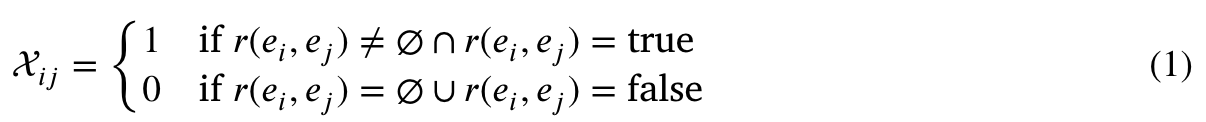 𝒳ᵢⱼ = { 1 if r(eᵢ, eⱼ) ≠ ∅ ∩ r(eᵢ, eⱼ) = true
0 if r(eᵢ, eⱼ) = ∅ ∪ r(eᵢ, eⱼ) = false (1)